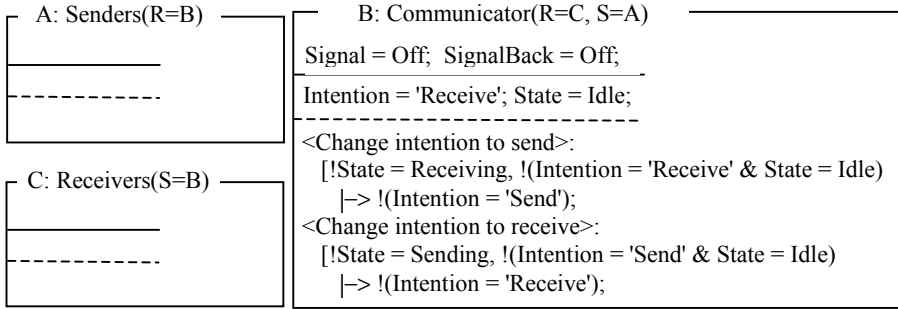 A: Senders(R=B)
C: Receivers(S=B)
B: Communicator(R=C, S=A)
Signal = Off; SignalBack = Off;
Intention = 'Receive'; State = Idle;
<Change intention to send>:
[!State = Receiving, !(Intention = 'Receive' & State = Idle)
|−> !(Intention = 'Send');
<Change intention to receive>:
[!State = Sending, !(Intention = 'Send' & State = Idle)
|−> !(Intention = 'Receive');